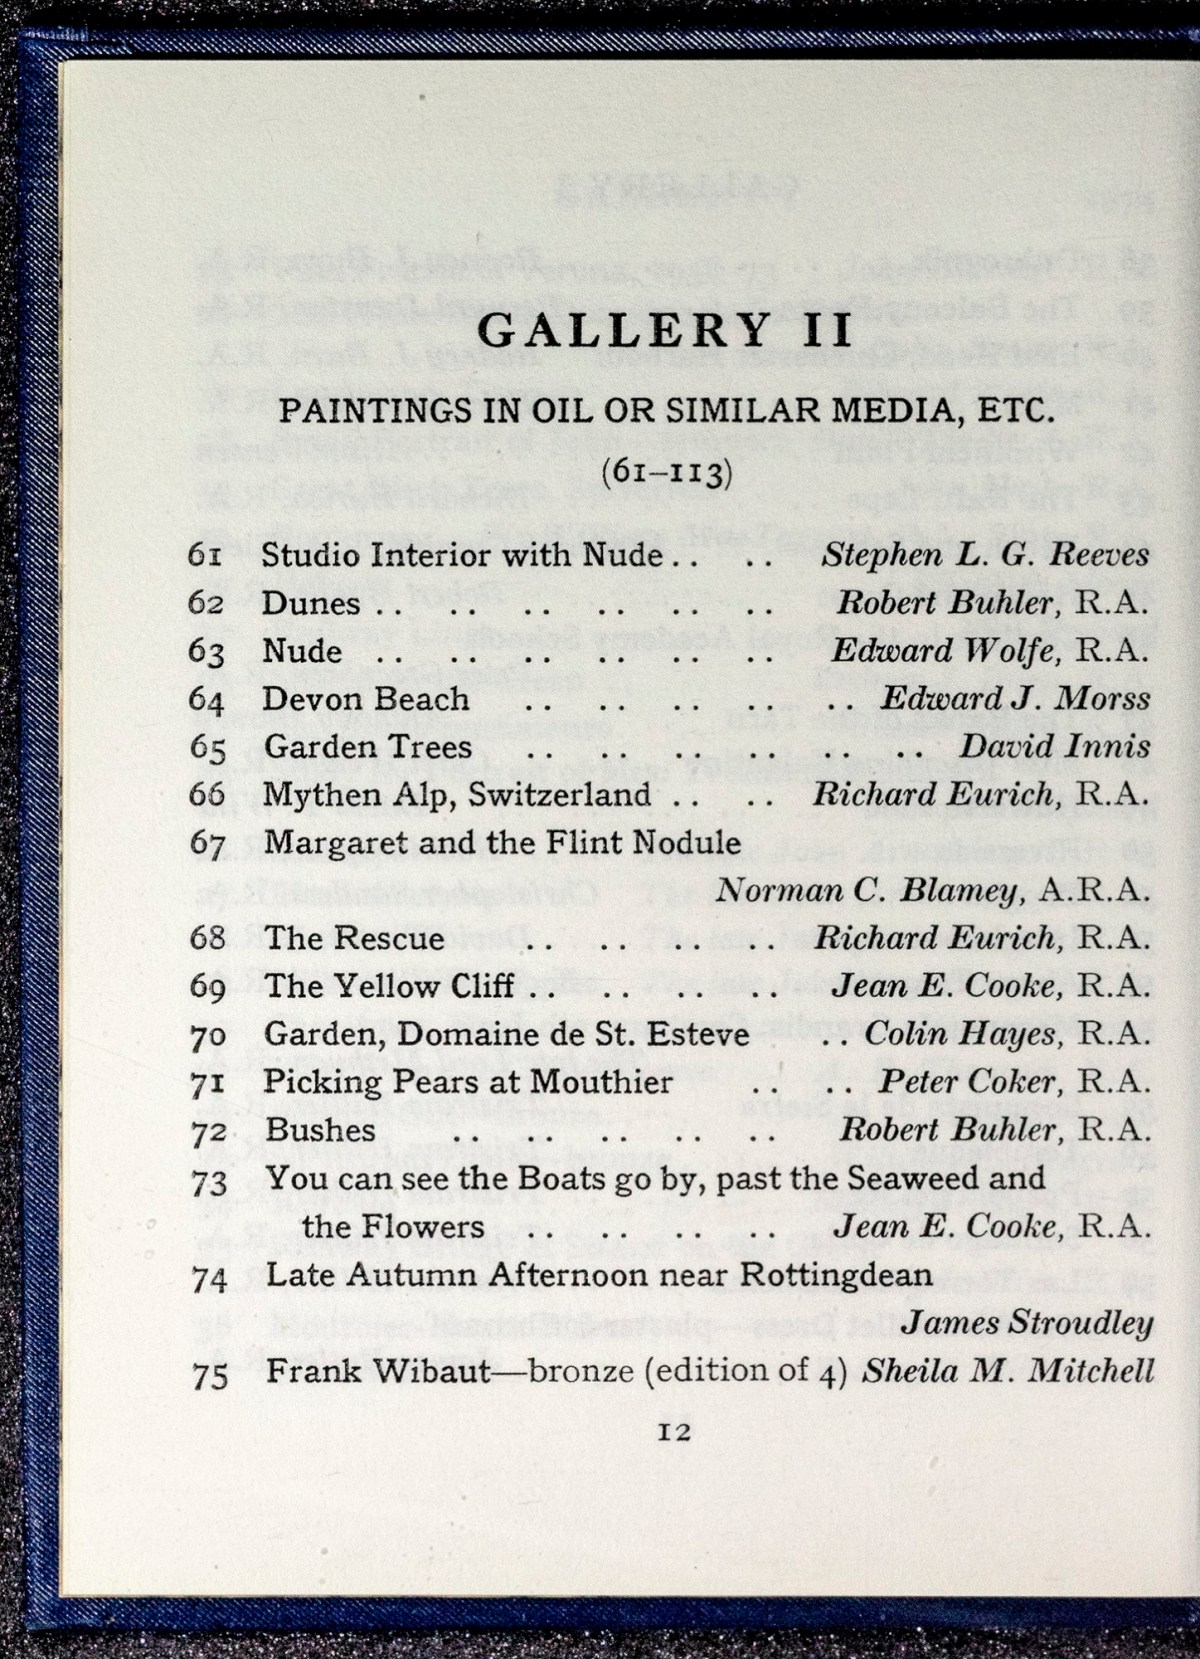 GALLERY II
PAINTINGS IN OIL OR SIMILAR MEDIA, ETC.
(61–113)
61 Studio Interior with Nude . . . . Stephen L. G. Reeves
62 Dunes . . . . . . . . . . . . Robert Buhler, R.A.
63 Nude . . . . . . . . . . . . Edward Wolfe, R.A.
64 Devon Beach . . . . . . . . . . Edward J. Morss
65 Garden Trees . . . . . . . . . . . . David Innis
66 Mythen Alp, Switzerland . . . . Richard Eurich, R.A.
67 Margaret and the Flint Nodule
Norman C. Blamey, A.R.A.
68 The Rescue . . . . . . . . Richard Eurich, R.A.
69 The Yellow Cliff . . . . . . . . Jean E. Cooke, R.A.
70 Garden, Domaine de St. Esteve . . Colin Hayes, R.A.
71 Picking Pears at Mouthier . . . . Peter Coker, R.A.
72 Bushes . . . . . . . . . . Robert Buhler, R.A.
73 You can see the Boats go by, past the Seaweed and
the Flowers . . . . . . . . Jean E. Cooke, R.A.
74 Late Autumn Afternoon near Rottingdean
James Stroudley
75 Frank Wibaut—bronze (edition of 4) Sheila M. Mitchell
12